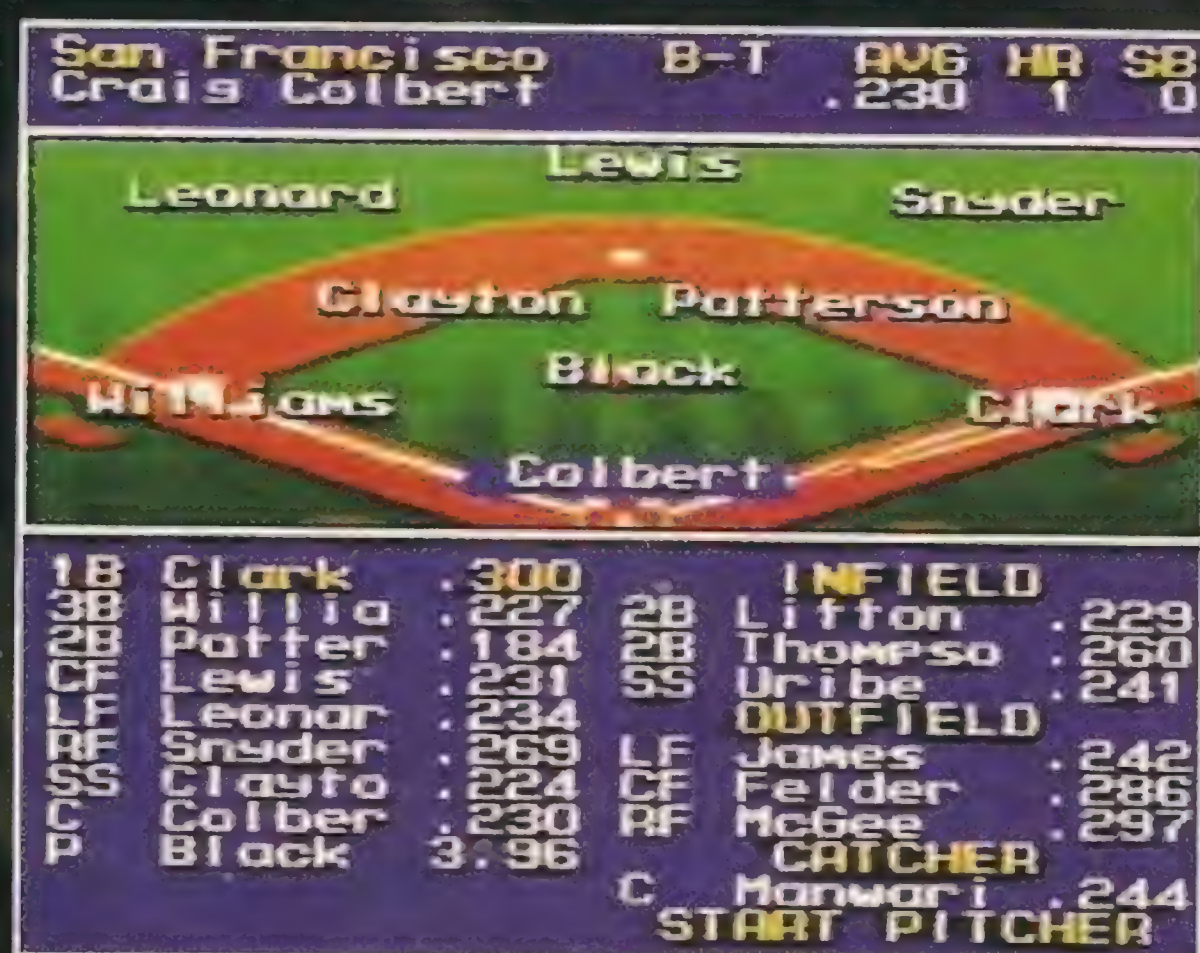 San Francisco B-T AVG HR SB
Craig Colbert .230 1 0
Lewis
Leonard Snyder
Clayton Patterson
Black
Williams Clark
Colbert
1B Clark .300 INFIELD
3B Willia .227 2B Litton .229
2B Patter .184 2B Thompso .260
CF Lewis .231 SS Uribe .241
LF Leonar .234 OUTFIELD
RF Snyder .269 LF James .242
SS Clayto .224 CF Felder .286
C Colber .230 RF McGee .297
P Black 3.96 CATCHER
C Manwari .244
START PITCHER